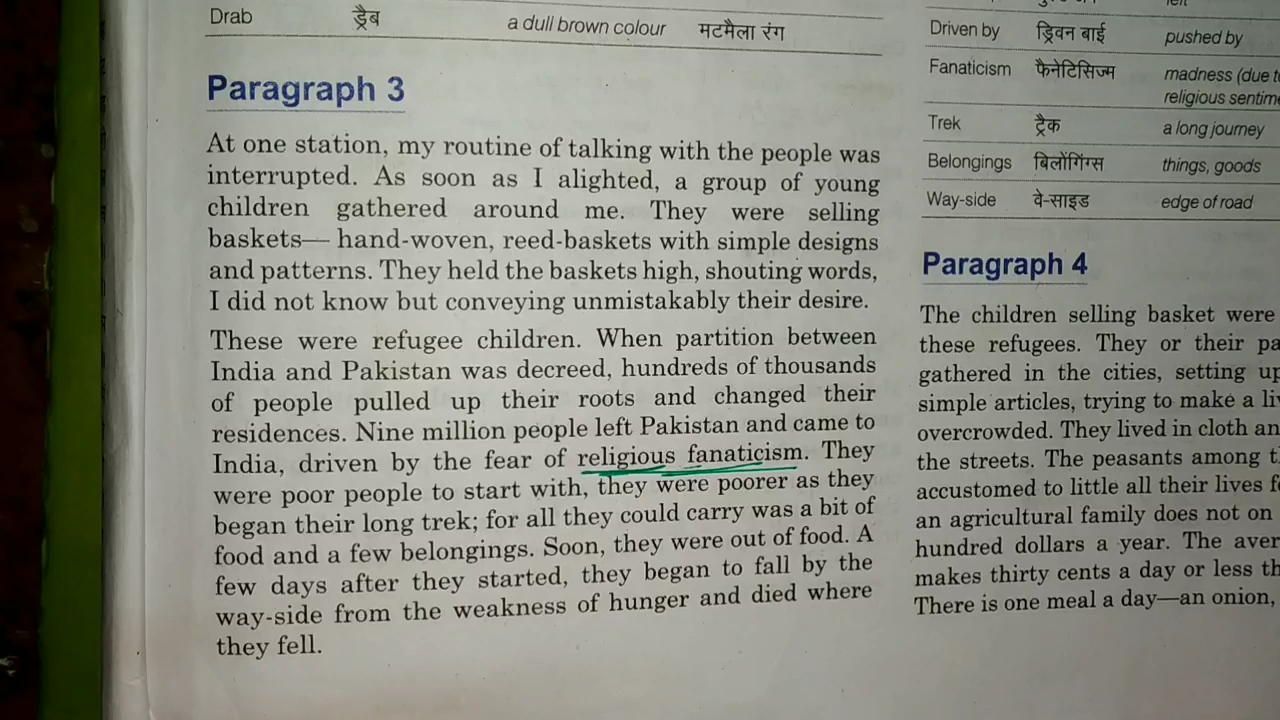 Drab ड्रैब a dull brown colour मटमैला रंग
Paragraph 3
At one station, my routine of talking with the people was
interrupted. As soon as I alighted, a group of young
children gathered around me. They were selling
baskets— hand-woven, reed-baskets with simple designs
and patterns. They held the baskets high, shouting words,
I did not know but conveying unmistakably their desire.
These were refugee children. When partition between
India and Pakistan was decreed, hundreds of thousands
of people pulled up their roots and changed their
residences. Nine million people left Pakistan and came to
India, driven by the fear of religious fanaticism. They
were poor people to start with, they were poorer as they
began their long trek; for all they could carry was a bit of
food and a few belongings. Soon, they were out of food. A
few days after they started, they began to fall by the
way-side from the weakness of hunger and died where
they fell.
Driven by ड्रिवन बाई pushed by
Fanaticism फैनेटिसिज्म madness (due
religious
Trek ट्रैक a long journey
Belongings बिलोंगिंग्स things, goods
Way-side वे-साइड edge of road
Paragraph 4
The children selling basket were
these refugees. They or their
gathered in the cities, setting
simple articles, trying to make a
overcrowded. They lived in cloth
the streets. The peasants among
accustomed to little all their lives
an agricultural family does not on
hundred dollars a year. The
makes thirty cents a day or less
There is one meal a day—an onion,